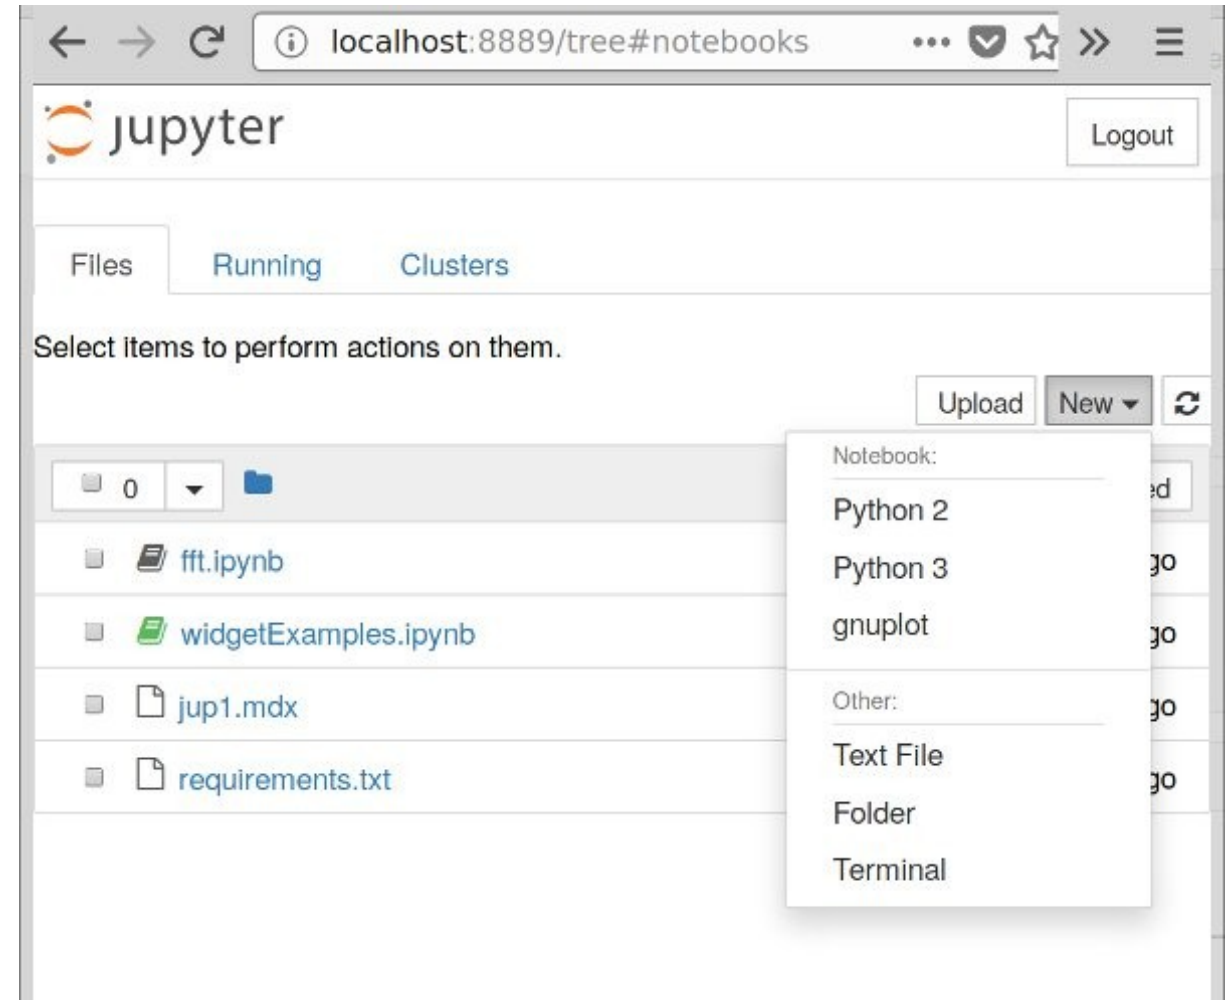 localhost:8889/tree#notebooks
jupyter
Logout
Files Running Clusters
Select items to perform actions on them.
Upload New
0
Notebook:
Python 2
Python 3
gnuplot
Other:
Text File
Folder
Terminal
fft.ipynb
widgetExamples.ipynb
jup1.mdx
requirements.txt